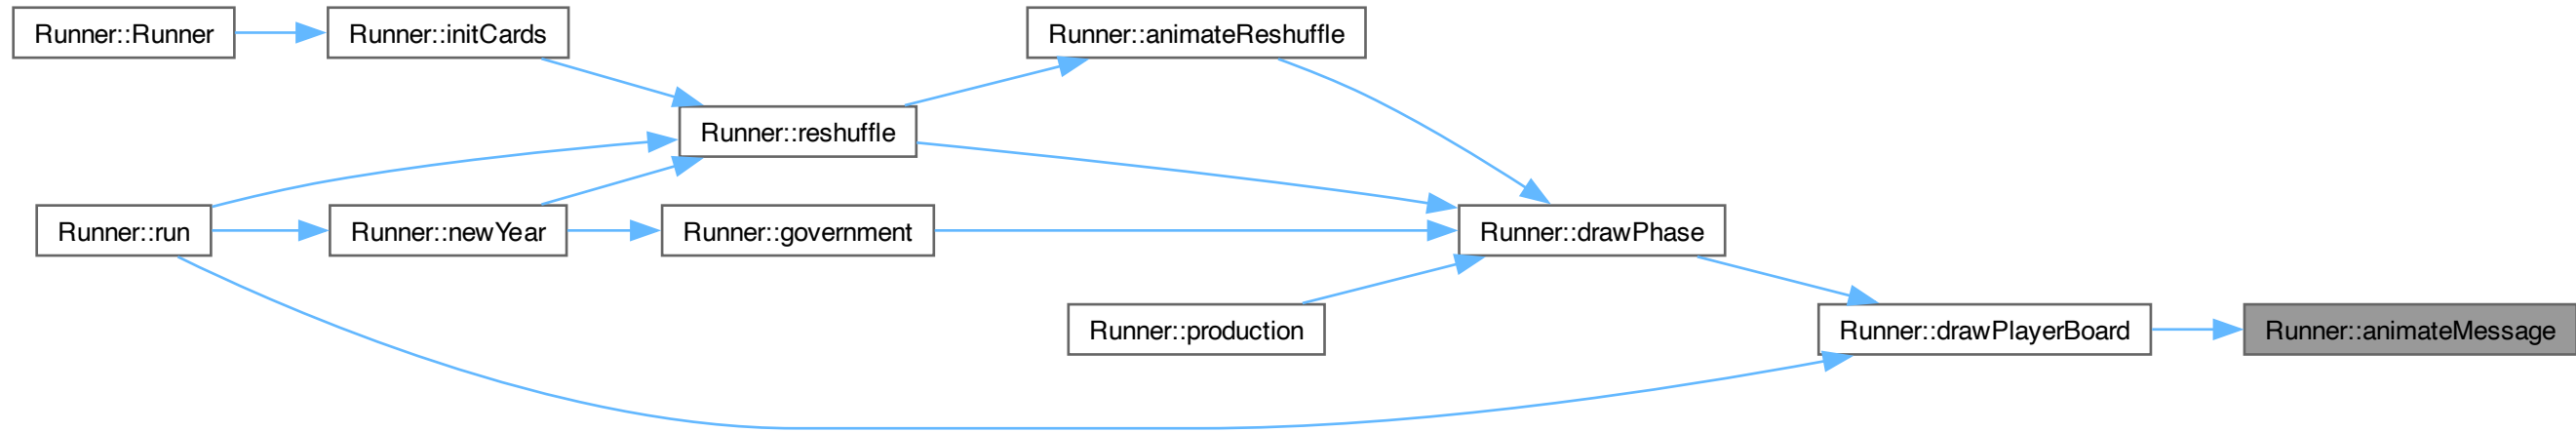 Runner::Runner
Runner::initCards
Runner::animateReshuffle
Runner::reshuffle
Runner::run
Runner::newYear
Runner::government
Runner::drawPhase
Runner::production
Runner::drawPlayerBoard
Runner::animateMessage